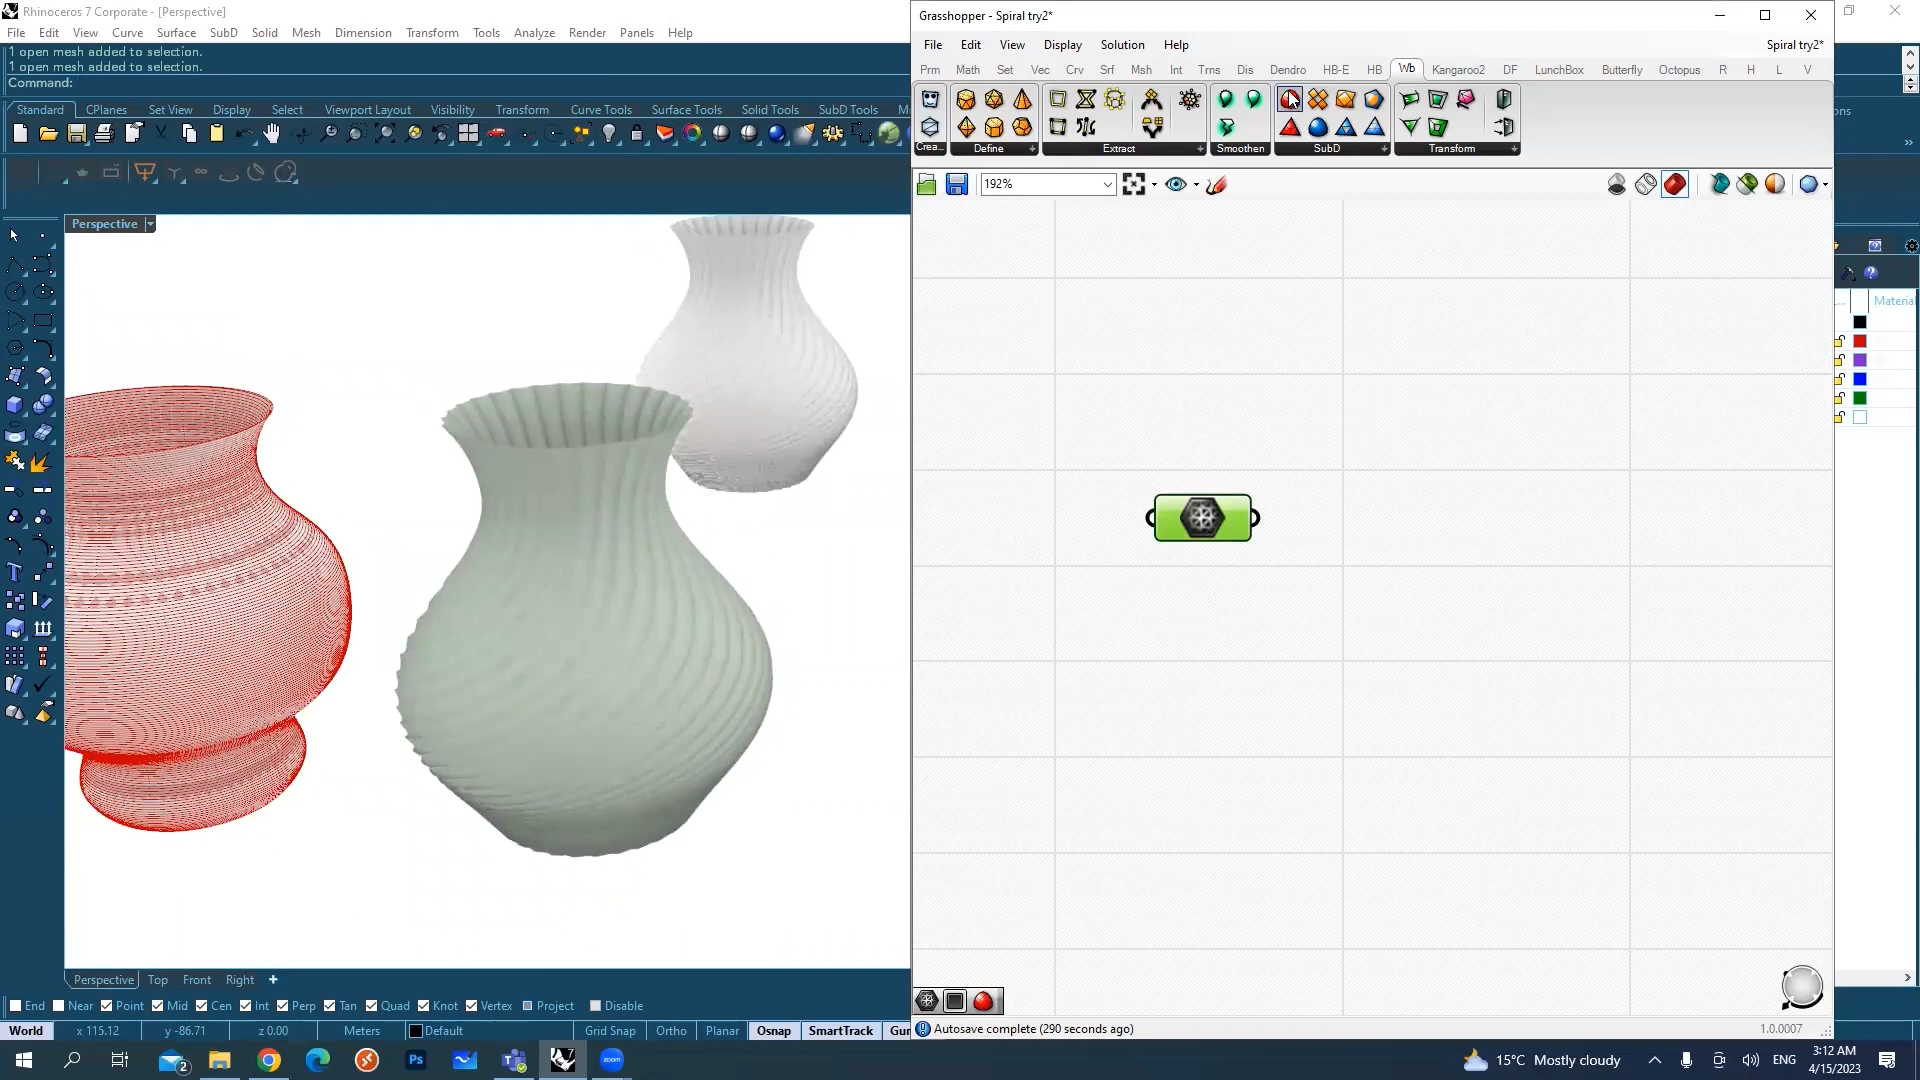 Rhinoceros 7 Corporate - [Perspective]
File Edit View Curve Surface SubD Solid Mesh Dimension Transform Tools Analyze Render Panels Help
1 open mesh added to selection.
1 open mesh added to selection.
Command:
Standard CPlanes Set View Display Select Viewport Layout Visibility Transform Curve Tools Surface Tools Solid Tools SubD Tools
Perspective
Perspective Top Front Right
End Near Point Mid Cen Int Perp Tan Quad Knot Vertex Project Disable
World x 115.12 y -86.71 z 0.00 Meters Default Grid Snap Ortho Planar Osnap SmartTrack Gur
Grasshopper - Spiral try2*
File Edit View Display Solution Help Spiral try2*
Prm Math Set Vec Crv Srf Msh Int Trns Dis Dendro HB-E HB Wb Kangaroo2 DF LunchBox Butterfly Octopus R H L V
Crea... Define Extract Smoothen SubD Transform
192%
Autosave complete (290 seconds ago) 1.0.0007
ons
Materia
2
Ps
zoom
15°C Mostly cloudy ENG
3:12 AM
4/15/2023